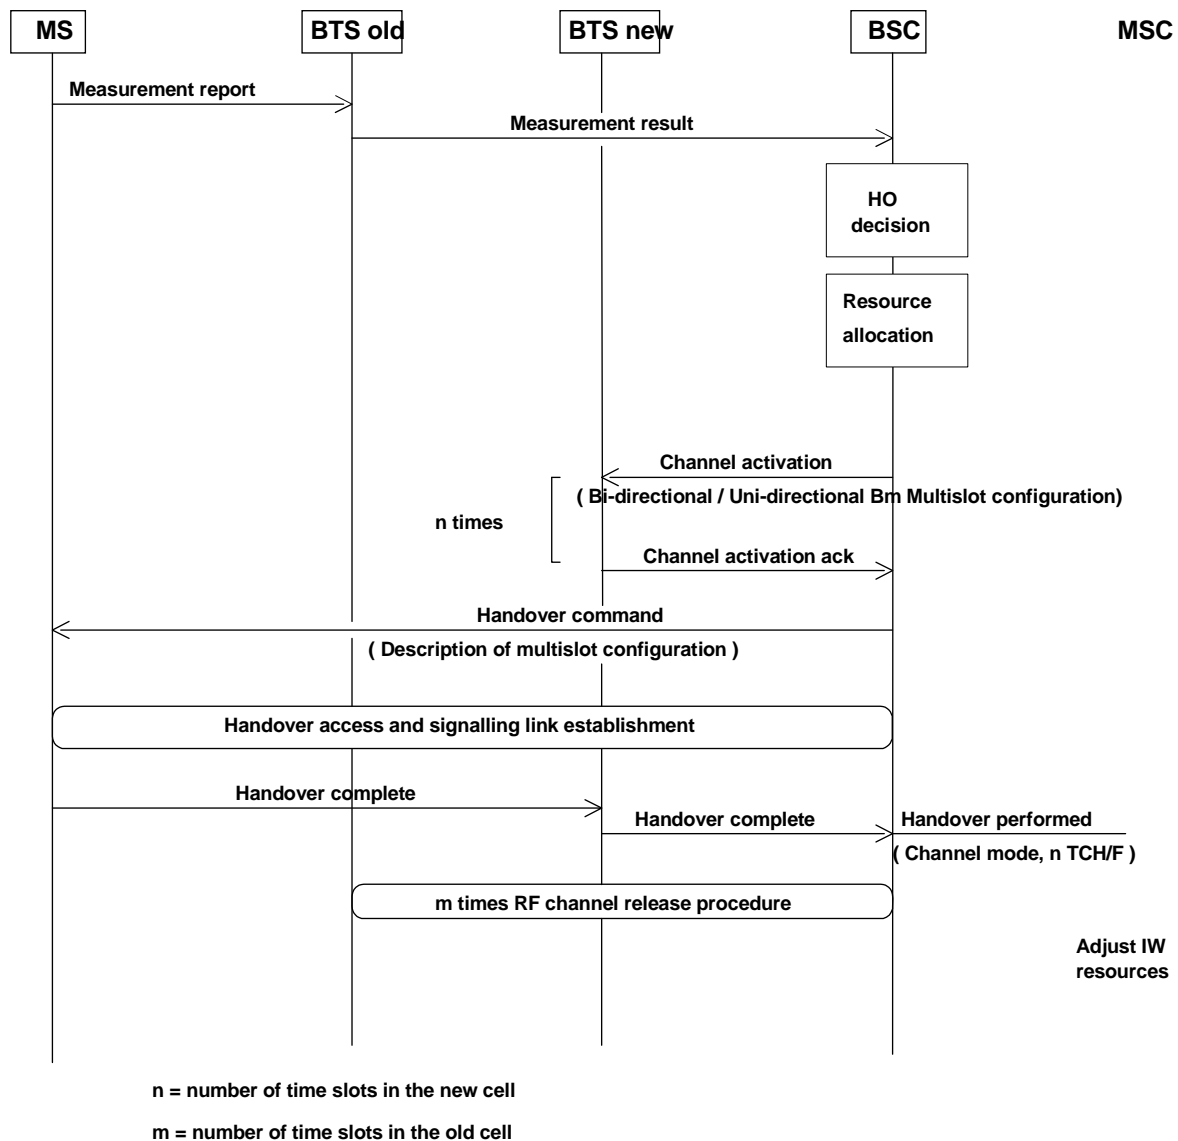 MS
BTS old
BTS new
BSC
MSC
Measurement report
Measurement result
HO
decision
Resource
allocation
Channel activation
( Bi-directional / Uni-directional Bm Multislot configuration)
n times
Channel activation ack
Handover command
( Description of multislot configuration )
Handover access and signalling link establishment
Handover complete
Handover complete
Handover performed
( Channel mode, n TCH/F )
m times RF channel release procedure
Adjust IW
resources
n = number of time slots in the new cell
m = number of time slots in the old cell